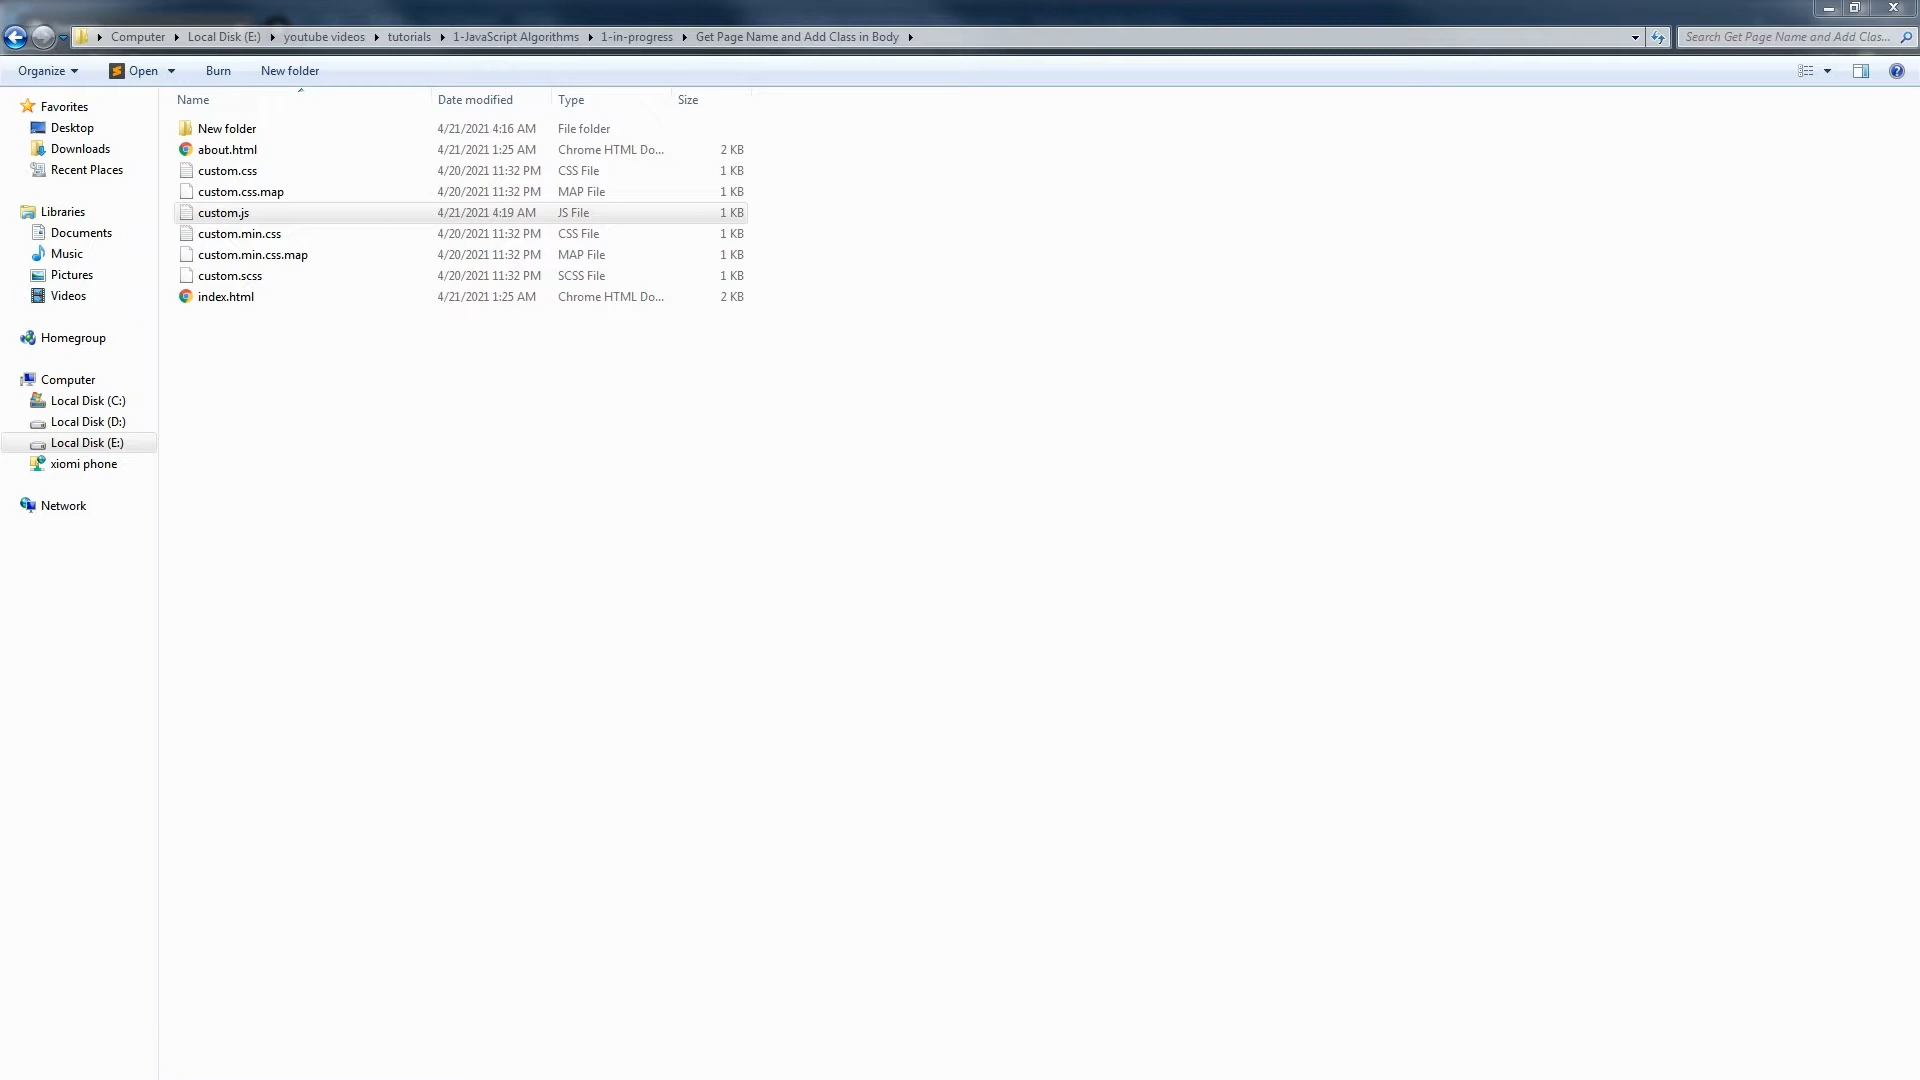 Computer Local Disk (E:) youtube videos tutorials 1-JavaScript Algorithms 1-in-progress Get Page Name and Add Class in Body
Search Get Page Name and Add Clas...
Organize Open Burn New folder
Name Date modified Type Size
New folder 4/21/2021 4:16 AM File folder
about.html 4/21/2021 1:25 AM Chrome HTML Do... 2 KB
custom.css 4/20/2021 11:32 PM CSS File 1 KB
custom.css.map 4/20/2021 11:32 PM MAP File 1 KB
custom.js 4/21/2021 4:19 AM JS File 1 KB
custom.min.css 4/20/2021 11:32 PM CSS File 1 KB
custom.min.css.map 4/20/2021 11:32 PM MAP File 1 KB
custom.scss 4/20/2021 11:32 PM SCSS File 1 KB
index.html 4/21/2021 1:25 AM Chrome HTML Do... 2 KB
Favorites
Desktop
Downloads
Recent Places
Libraries
Documents
Music
Pictures
Videos
Homegroup
Computer
Local Disk (C:)
Local Disk (D:)
Local Disk (E:)
xiomi phone
Network